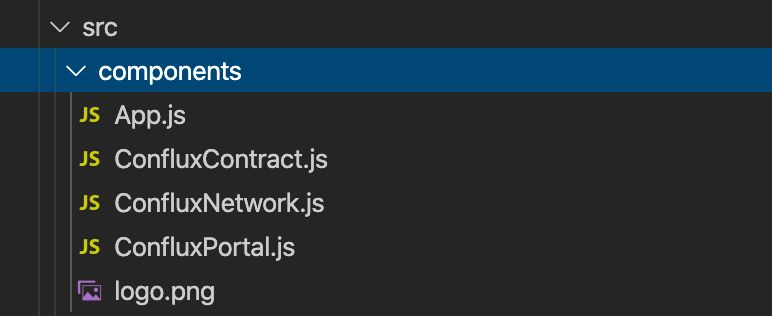 src
components
JS App.js
JS ConfluxContract.js
JS ConfluxNetwork.js
JS ConfluxPortal.js
logo.png